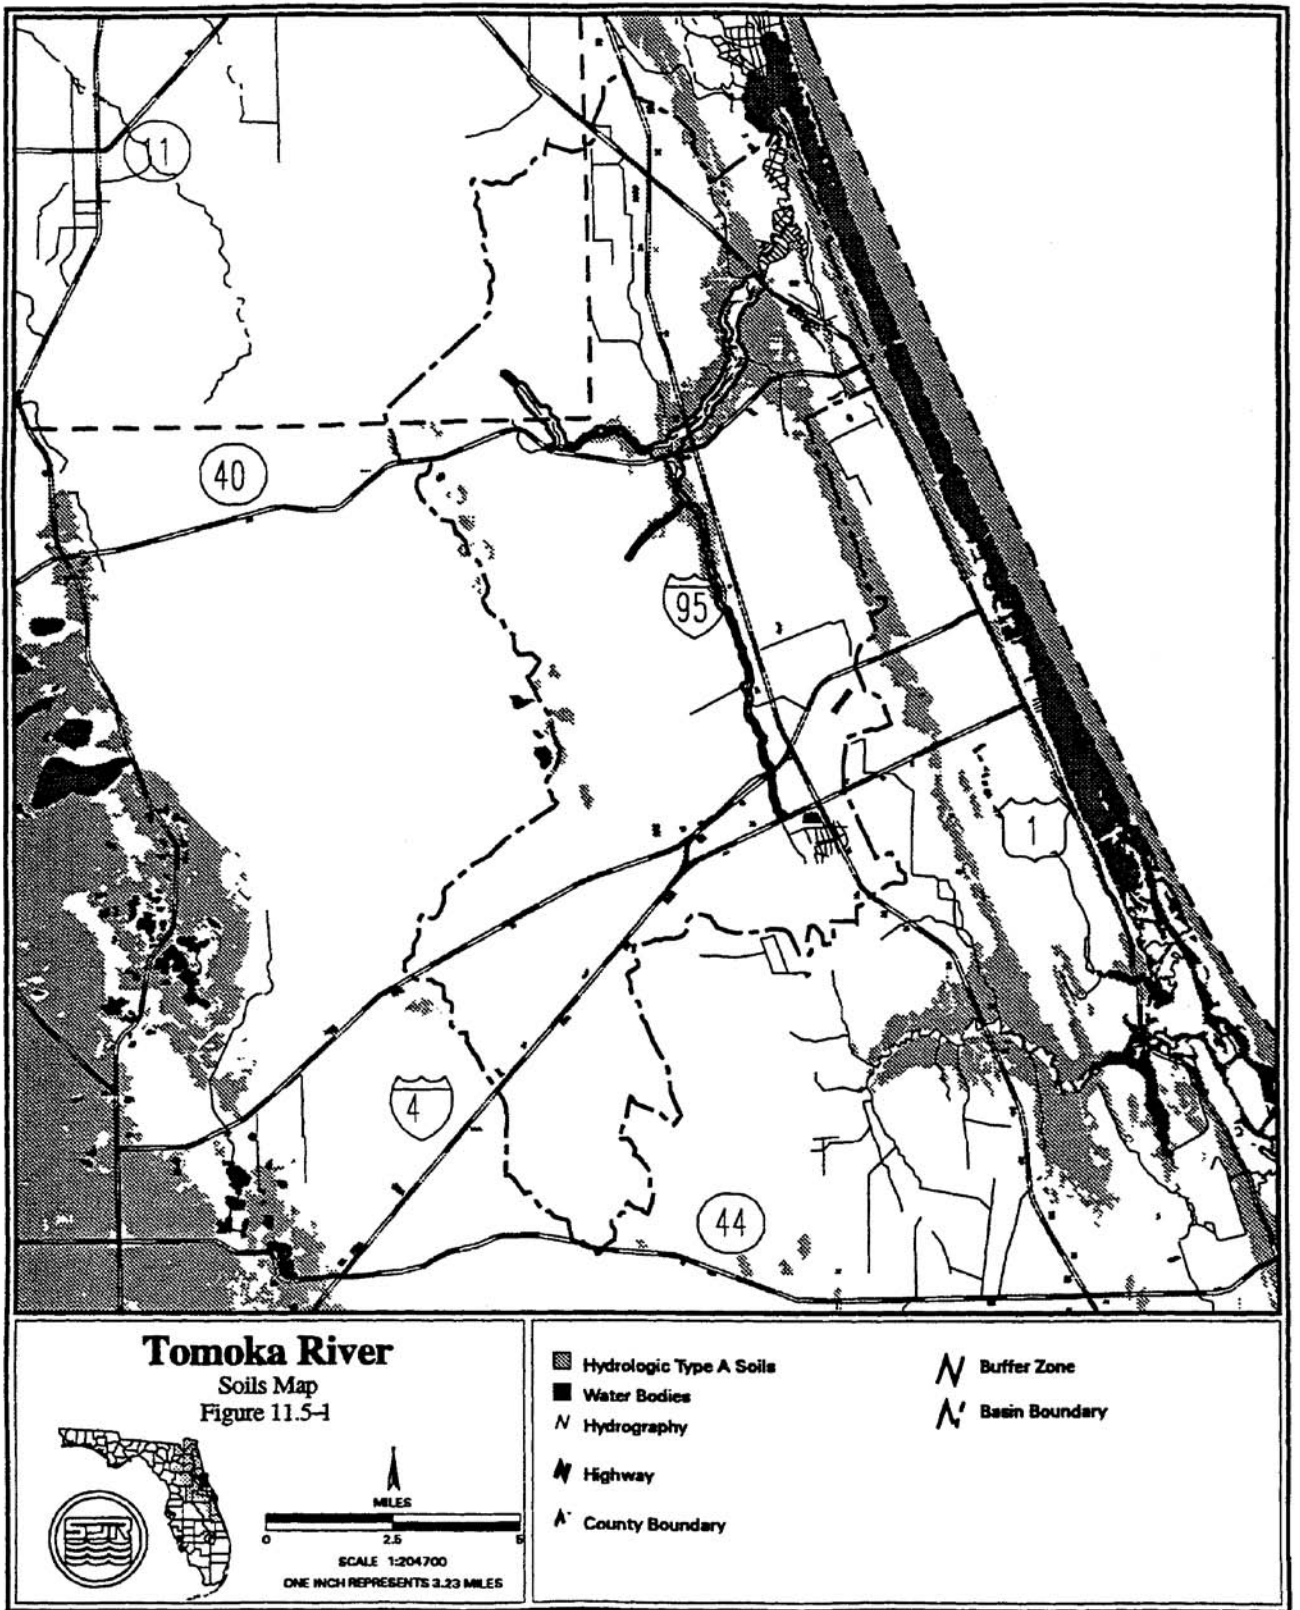 11
40
95
1
4
44
Tomoka River
Soils Map
Figure 11.5-1
MILES
0 2.5 5
SCALE 1:204700
ONE INCH REPRESENTS 3.23 MILES
SJR
Hydrologic Type A Soils
Water Bodies
Hydrography
Highway
County Boundary
Buffer Zone
Basin Boundary